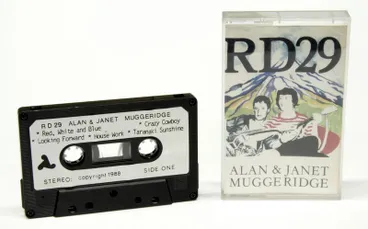 RD29 ALAN & JANET MUGGERIDGE
• Crazy Cowboy
• Red, White and Blue
• Looking Forward • House Work • Taranaki Sunshine
STEREO copyright 1988 SIDE ONE
RD29
ALAN & JANET
MUGGERIDGE